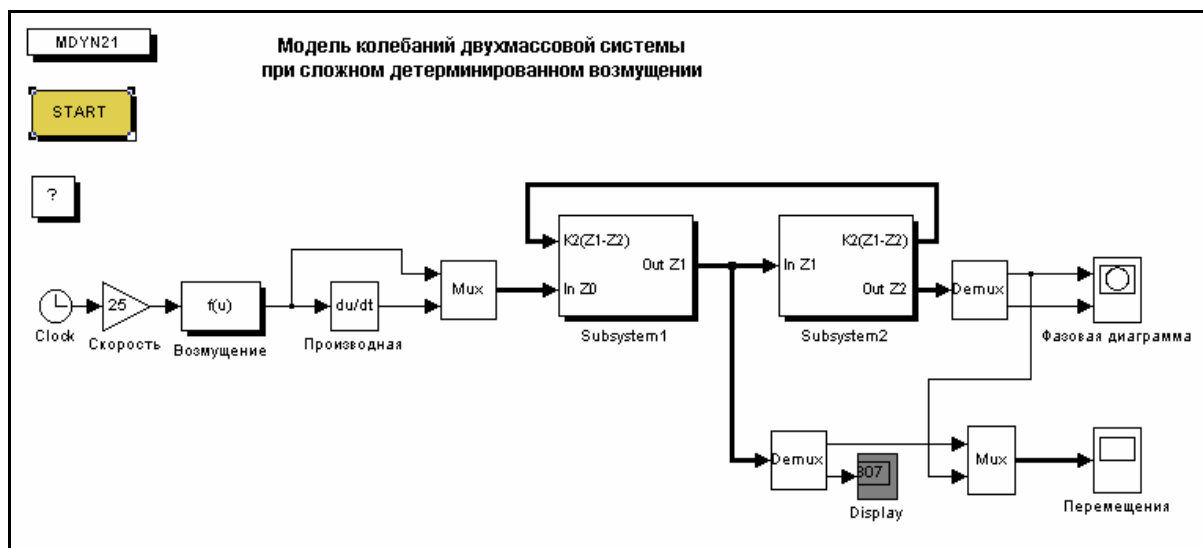 MDYN21
Модель колебаний двухмассовой системы
при сложном детерминированном возмущении
START
?
K2(Z1-Z2)
Out Z1
In Z0
Subsystem1
K2(Z1-Z2)
In Z1
Out Z2
Subsystem2
Clock
25
Скорость
f(u)
Возмущение
du/dt
Производная
Mux
Demux
Фазовая диаграмма
Demux
307
Display
Mux
Перемещения